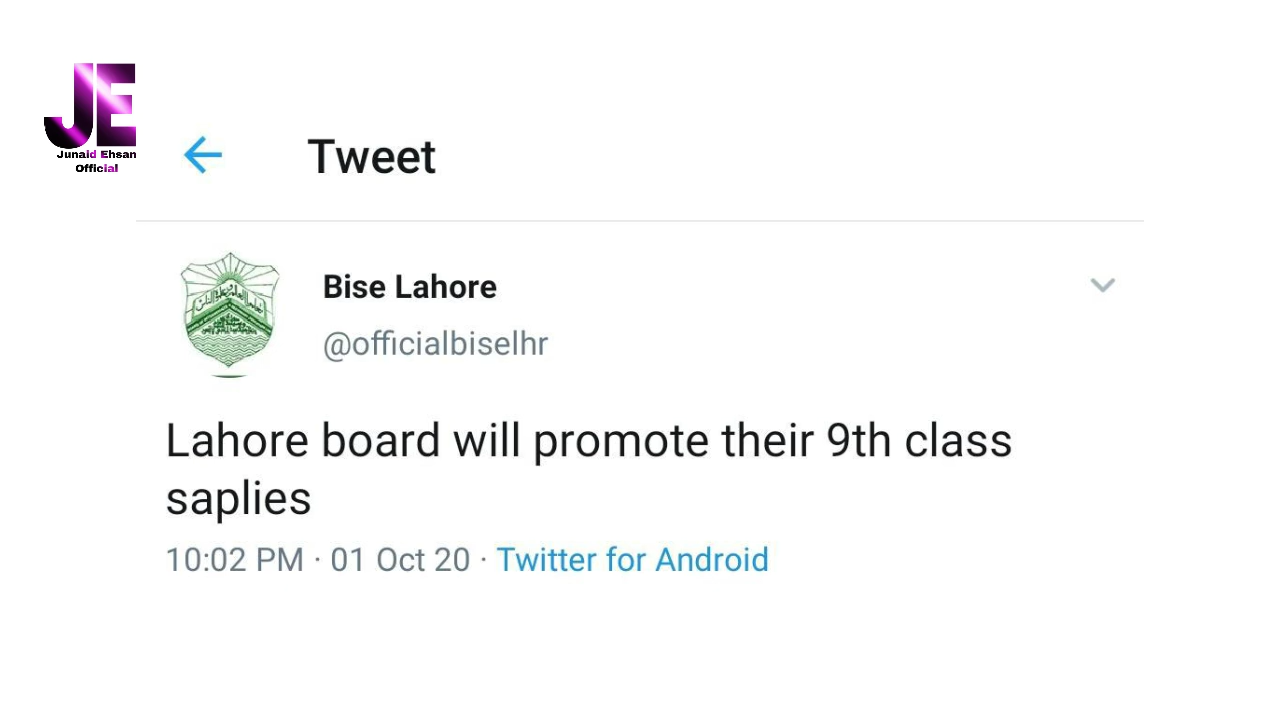 JE
Junaid Ehsan
Official
Tweet
Bise Lahore
@officialbiselhr
Lahore board will promote their 9th class
saplies
10:02 PM · 01 Oct 20 · Twitter for Android